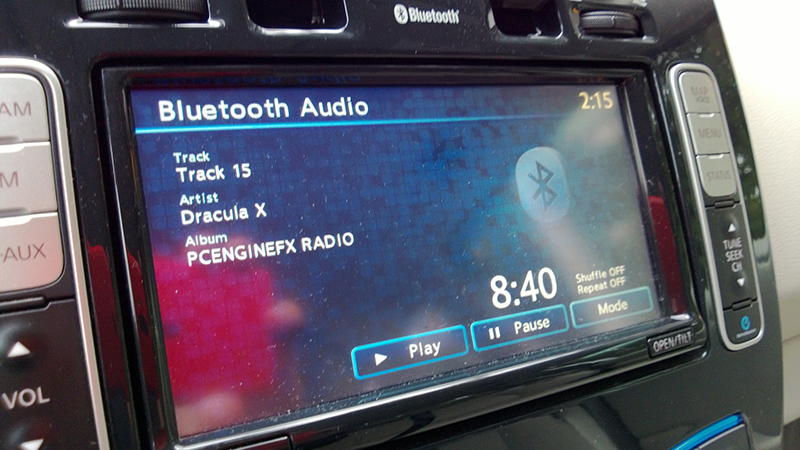 Bluetooth
AM
M
AUX
VOL
Bluetooth Audio
2:15
Track
Track 15
Artist
Dracula X
Album
PCENGINEFX RADIO
8:40
Shuffle OFF
Repeat OFF
Play
Pause
Mode
OPEN/TILT
MAP
MENU
STATUS
TUNE
SEEK
CH